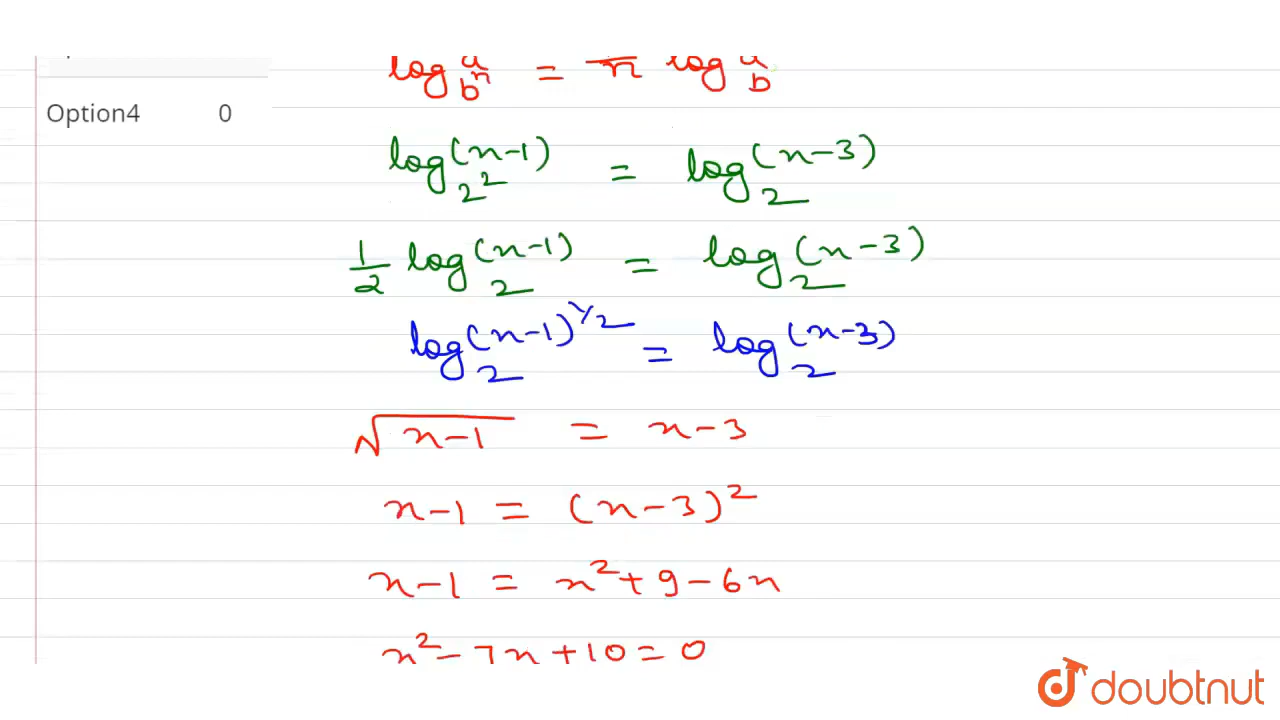 Option4 0
log_{b^n} a = 1/n log_b a
log_{2^2} (x-1) = log_2 (x-3)
1/2 log_2 (x-1) = log_2 (x-3)
log_2 (x-1)^{1/2} = log_2 (x-3)
√(x-1) = x-3
x-1 = (x-3)^2
x-1 = x^2+9-6x
x^2-7x+10=0
doubtnut